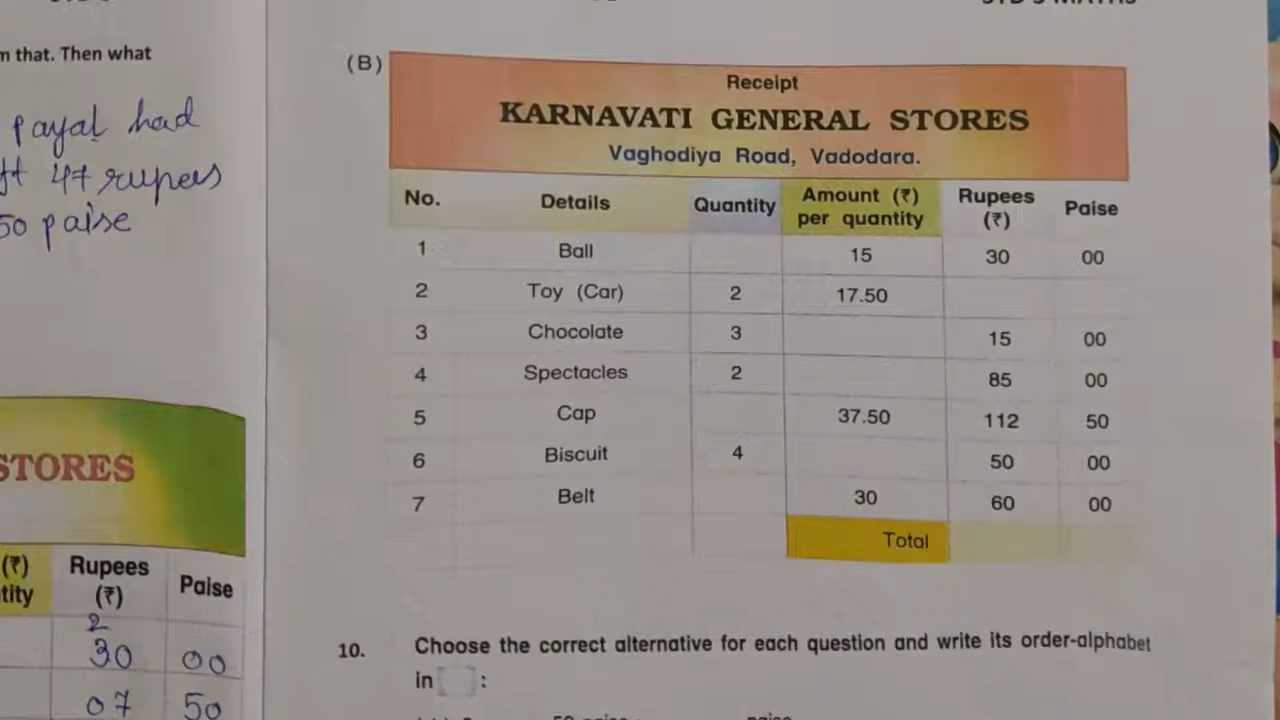 m that. Then what
payal had
ft 47 rupees
50 paise
STORES
(₹) Rupees Paise
tity (₹)
2
30 00
07 50
(B)
Receipt
KARNAVATI GENERAL STORES
Vaghodiya Road, Vadodara.
No. Details Quantity Amount (₹) per quantity Rupees (₹) Paise
1 Ball 15 30 00
2 Toy (Car) 2 17.50
3 Chocolate 3 15 00
4 Spectacles 2 85 00
5 Cap 37.50 112 50
6 Biscuit 4 50 00
7 Belt 30 60 00
Total
10. Choose the correct alternative for each question and write its order-alphabet
in [ ] :